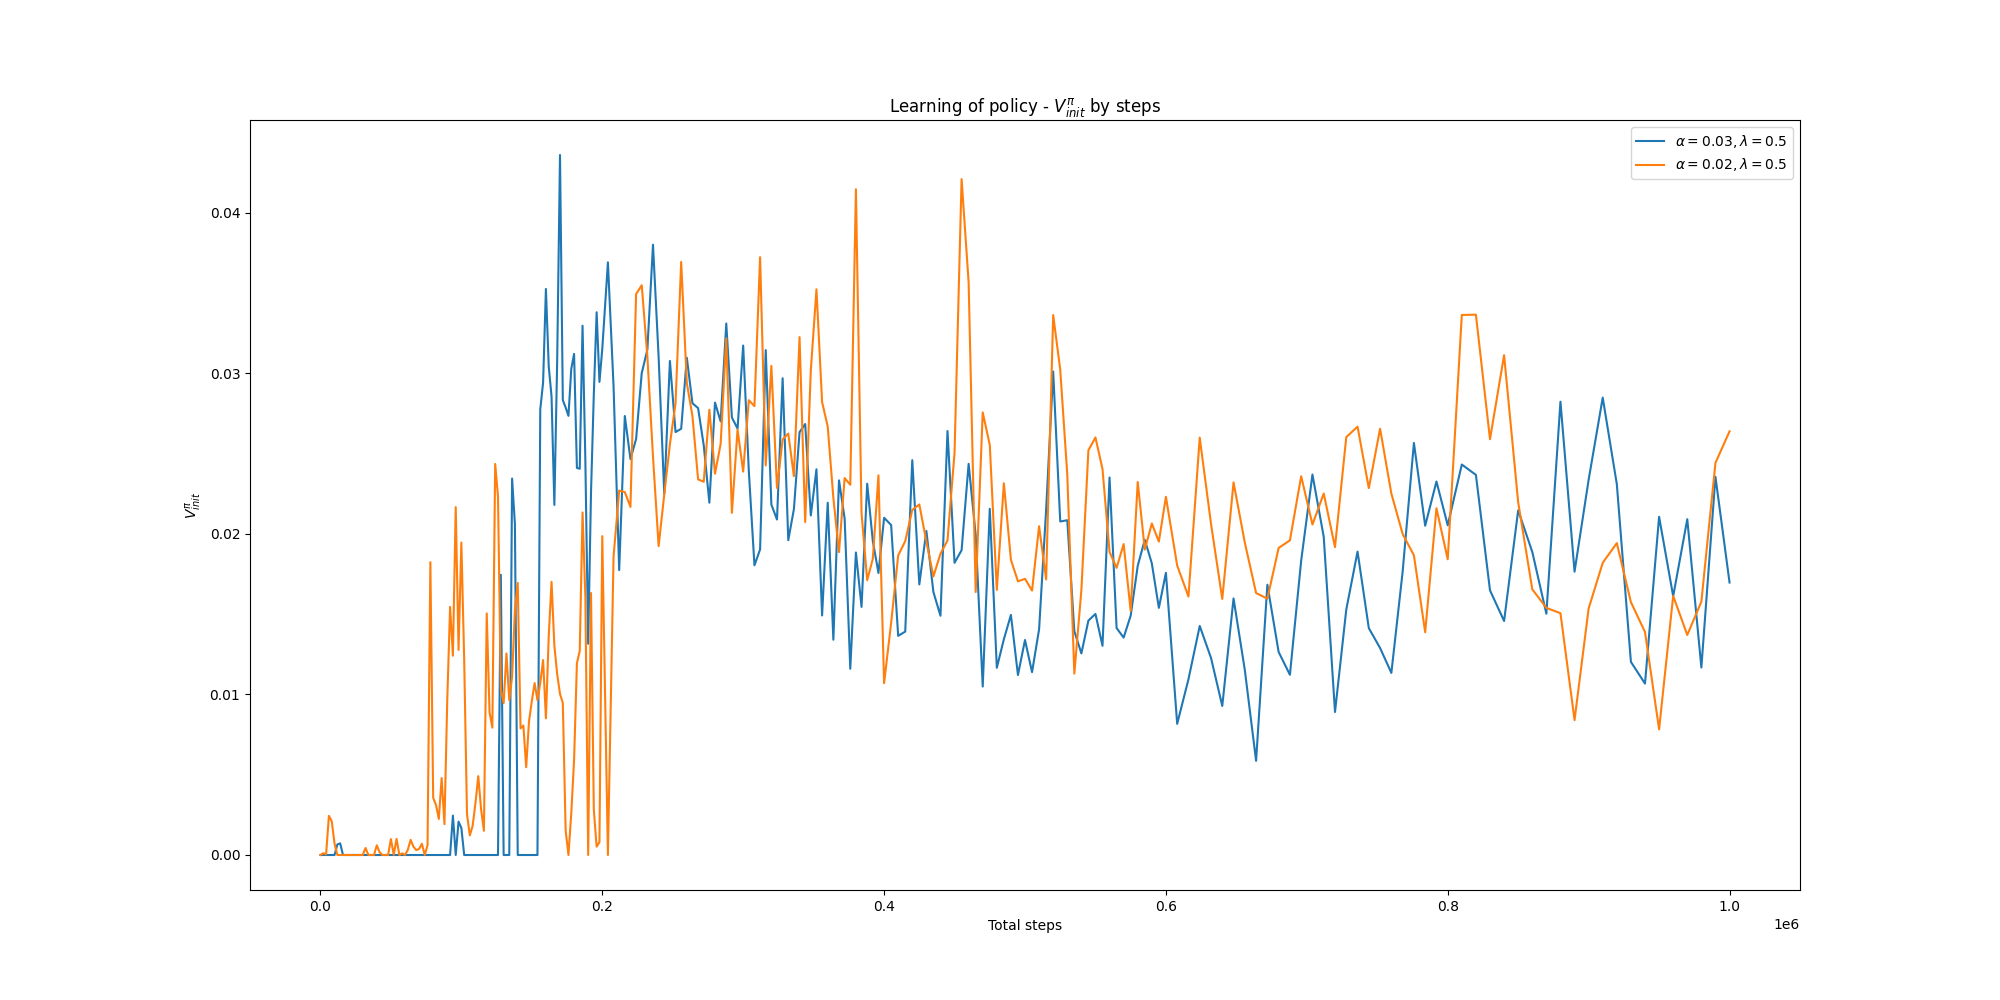 Learning of policy - $V_{init}^{\pi}$ by steps
α = 0.03, λ = 0.5
α = 0.02, λ = 0.5
$V_{init}^{\pi}$
0.04
0.03
0.02
0.01
0.00
0.0 0.2 0.4 0.6 0.8 1.0
Total steps
1e6